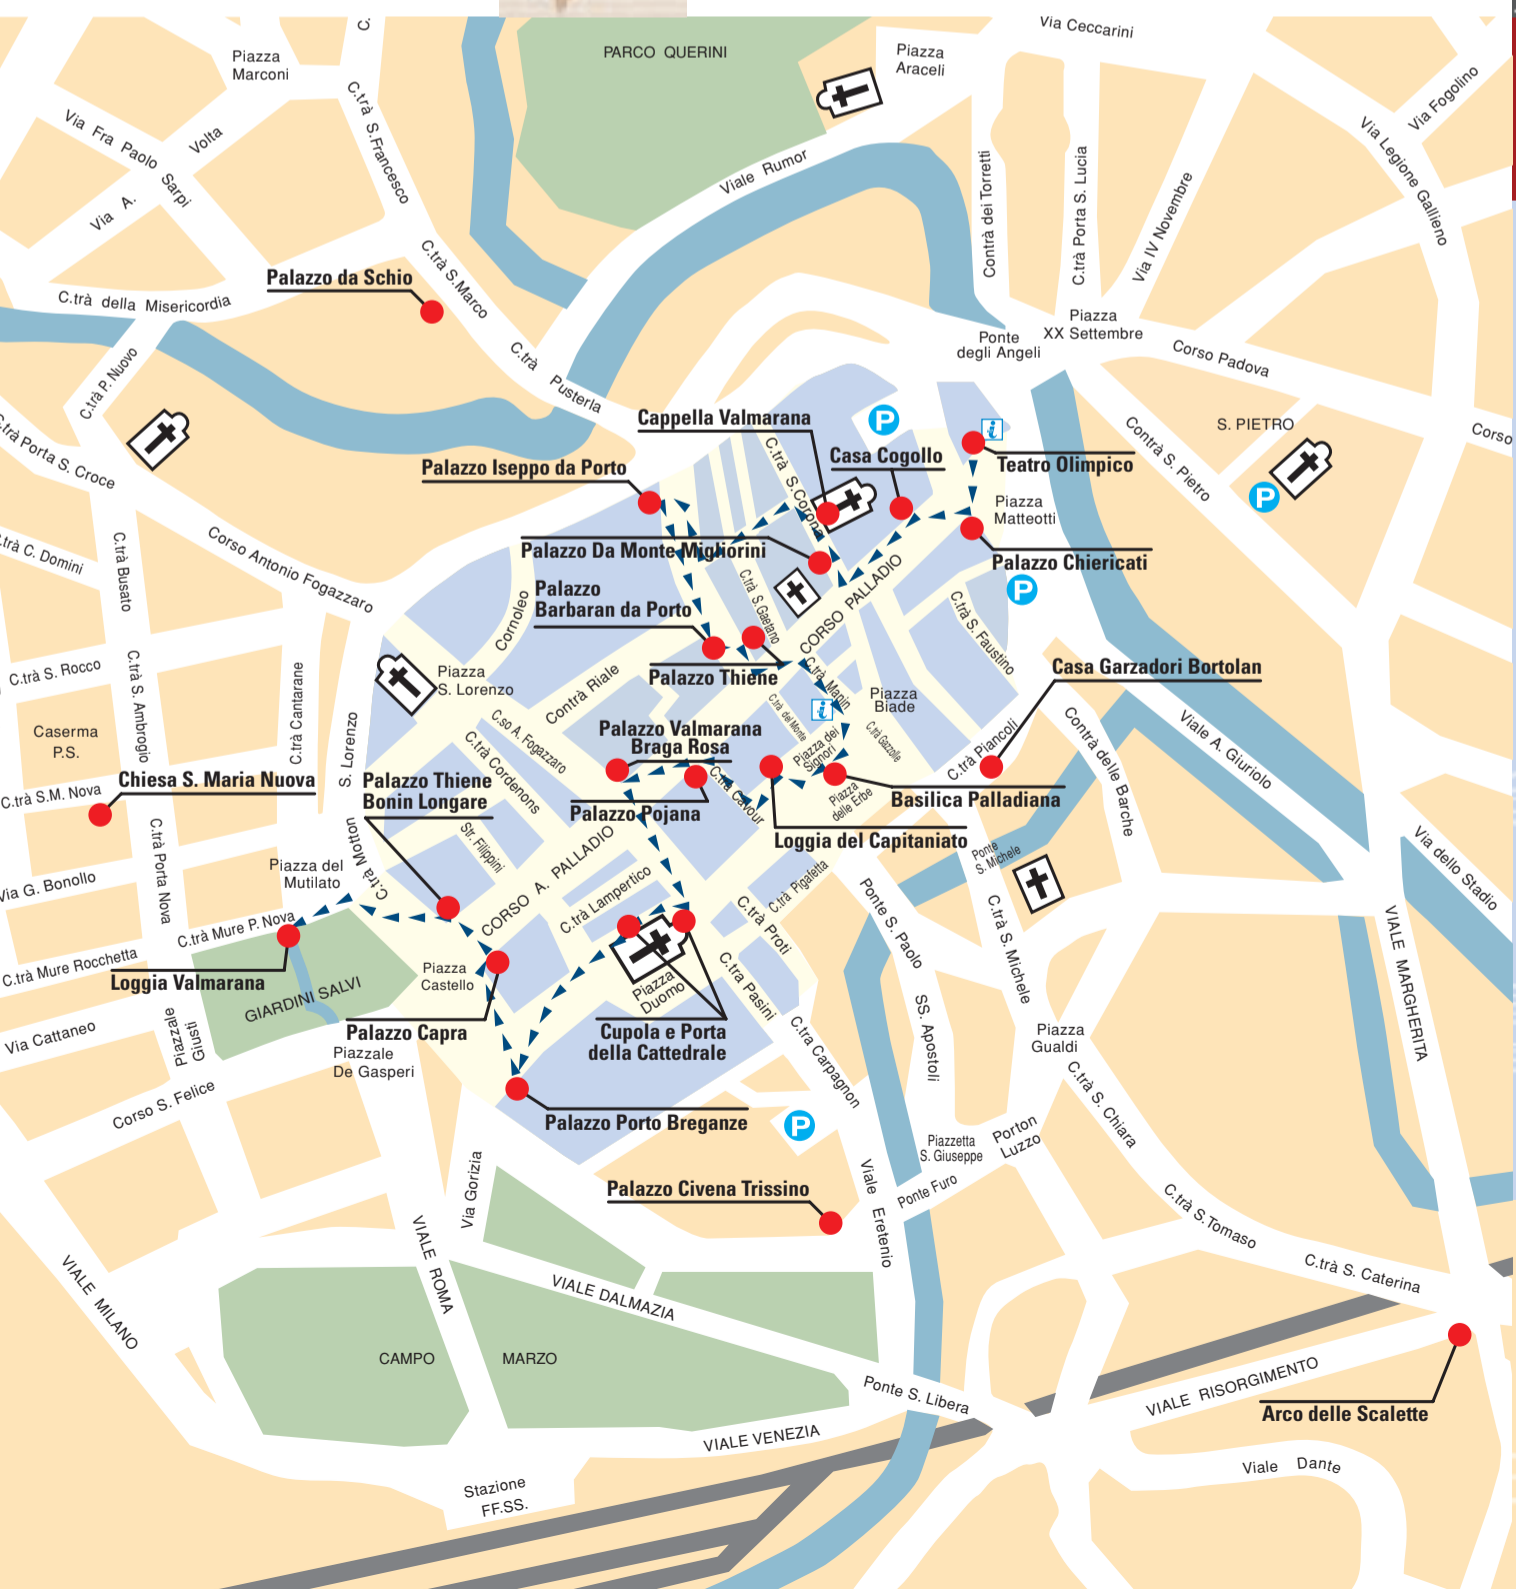 PARCO QUERINI
Via Ceccarini
Piazza
Araceli
Piazza
Marconi
Via Fogolino
Via Legione Gallieno
C.
C.trà S.Francesco
Via Fra Paolo Sarpi
Volta
Via A.
Viale Rumor
Contrà dei Torretti
C.trà Porta S. Lucia
Via IV Novembre
Palazzo da Schio
C.trà S.Marco
C.trà della Misericordia
C.trà P. Nuovo
C.trà Pusterla
Piazza
XX Settembre
Ponte
degli Angeli
Corso Padova
Corso
S. PIETRO
P
Contrà S. Pietro
C.trà Porta S. Croce
Cappella Valmarana
P
i
Casa Cogollo
Teatro Olimpico
Palazzo Iseppo da Porto
C.trà S.Corona
Piazza
Matteotti
Palazzo Da Monte Migliorini
Palazzo Chiericati
P
C.trà C. Domini
C.trà Busato
Corso Antonio Fogazzaro
Palazzo
Barbaran da Porto
C.trà S.Gaetano
CORSO PALLADIO
C.trà S. Faustino
Cornoleo
Palazzo Thiene
Casa Garzadori Bortolan
C.trà S. Rocco
C.trà S. Ambrogio
C.trà Cantarane
Piazza
S. Lorenzo
Contrà Riale
C.trà Manin
i
Piazza
Biade
C.trà del Monte
Piazza dei
Signori
C.trà Gazzolle
C.trà Piancoli
Contrà delle Barche
Viale A. Giuriolo
Caserma
P.S.
S. Lorenzo
C.so A. Fogazzaro
C.trà Cordenons
Palazzo Valmarana
Braga Rosa
Chiesa S. Maria Nuova
C.trà S.M. Nova
Palazzo Thiene
Bonin Longare
Palazzo Pojana
C.trà Cavour
Piazza
delle Erbe
Basilica Palladiana
Loggia del Capitaniato
C.trà Porta Nova
C.trà Motton
Str. Filippini
CORSO A. PALLADIO
Ponte
S. Michele
Via dello Stadio
Piazza del
Mutilato
Via G. Bonollo
C.trà Lampertico
C.trà Pigafetta
C.trà Proti
Ponte S. Paolo
C.trà S. Michele
VIALE MARGHERITA
C.trà Mure P. Nova
C.trà Mure Rocchetta
Loggia Valmarana
GIARDINI SALVI
Piazza
Castello
Piazza
Duomo
C.tra Pasini
Palazzo Capra
Cupola e Porta
della Cattedrale
C.tra Carpagnon
SS. Apostoli
Piazza
Gualdi
Via Cattaneo
Piazzale
Giusti
Piazzale
De Gasperi
Corso S. Felice
Palazzo Porto Breganze
P
C.trà S. Chiara
Piazzetta
S. Giuseppe
Porton
Luzzo
Ponte Furo
Viale Eretenio
Via Gorizia
Palazzo Civena Trissino
C.trà S.Tomaso
C.trà S. Caterina
VIALE MILANO
VIALE ROMA
VIALE DALMAZIA
CAMPO MARZO
Ponte S. Libera
VIALE RISORGIMENTO
Arco delle Scalette
VIALE VENEZIA
Viale Dante
Stazione
FF.SS.